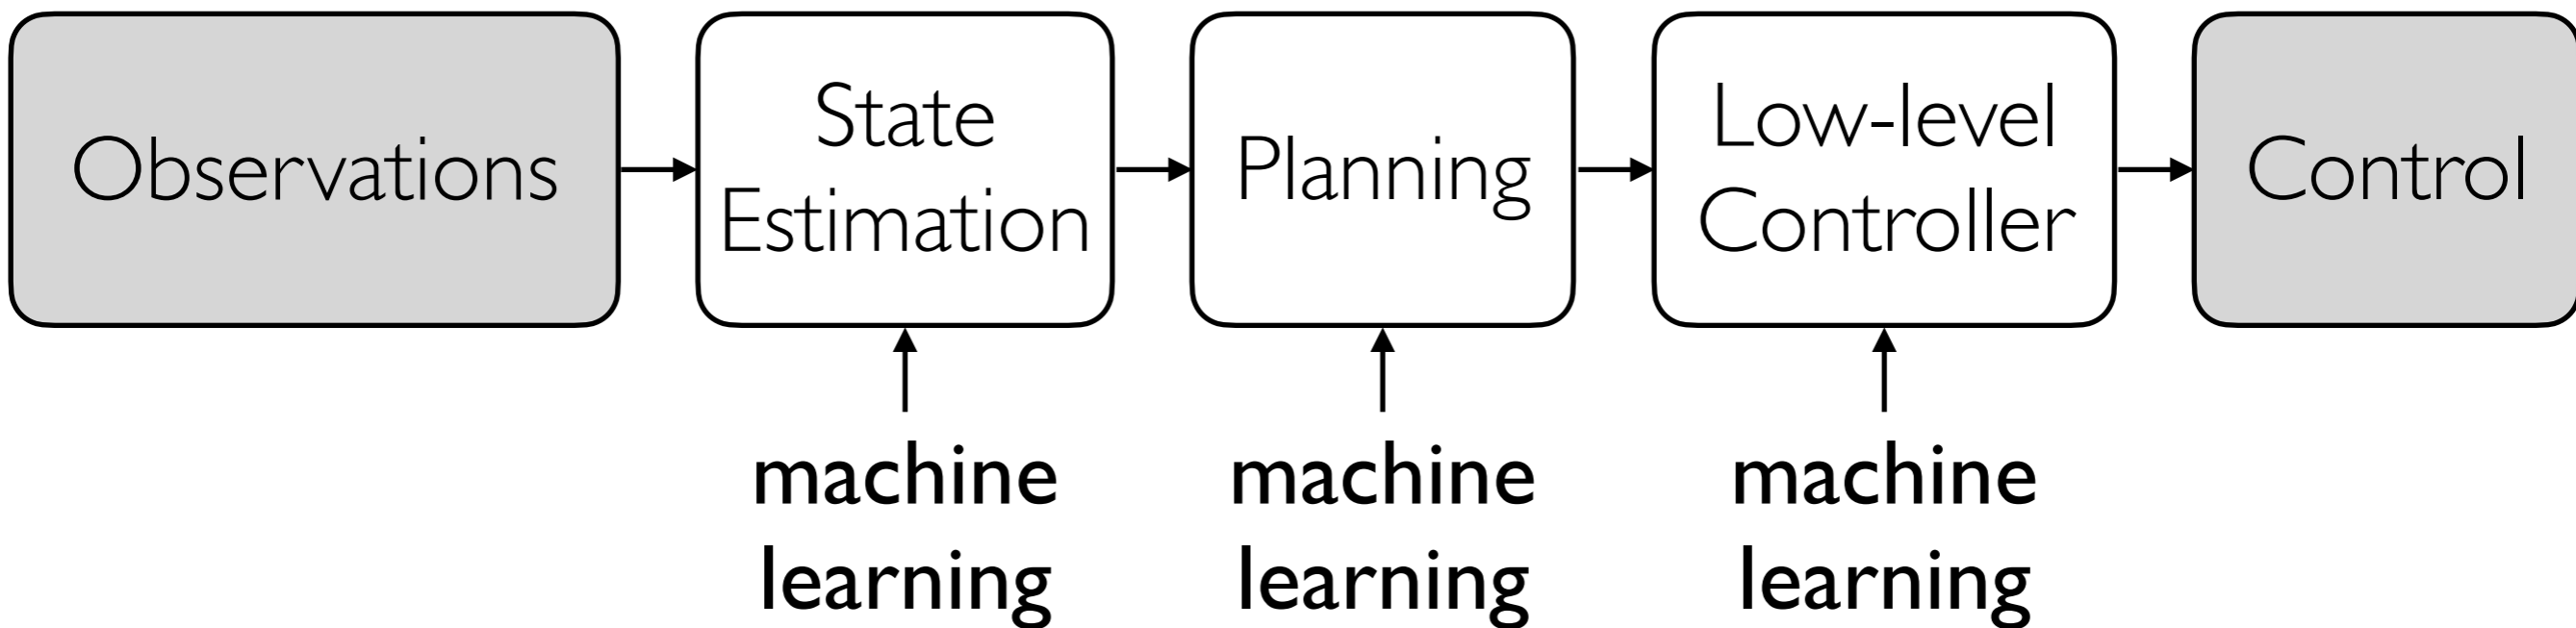 Observations
State
Estimation
Planning
Low-level
Controller
Control
machine
learning
machine
learning
machine
learning